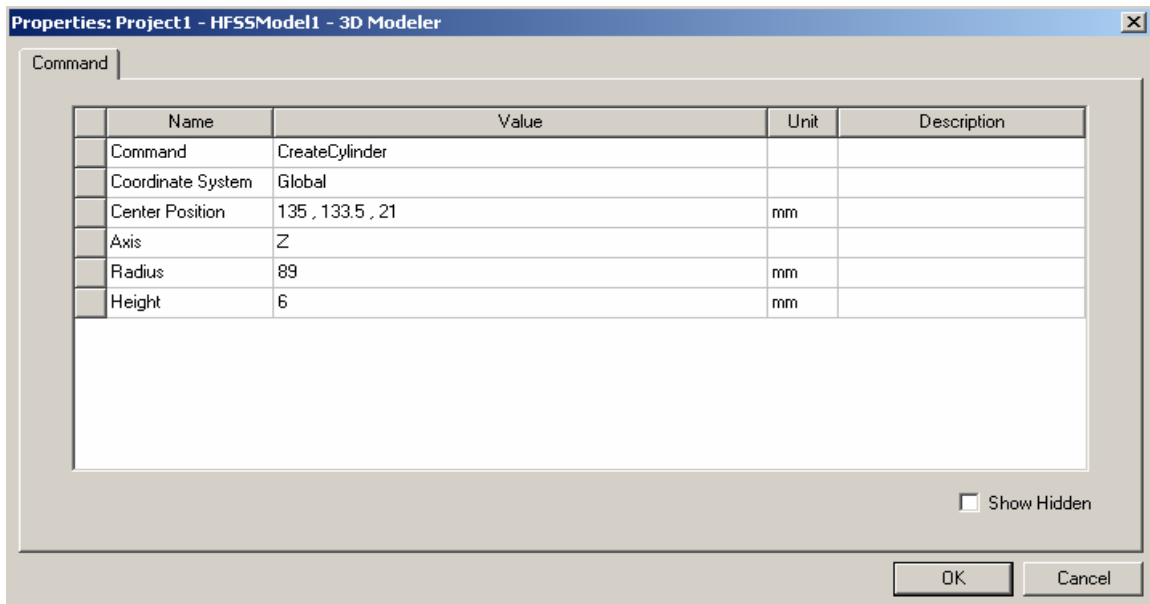 Properties: Project1 - HFSSModel1 - 3D Modeler
Command
Name Value Unit Description
Command CreateCylinder
Coordinate System Global
Center Position 135 , 133.5 , 21 mm
Axis Z
Radius 89 mm
Height 6 mm
Show Hidden
OK Cancel